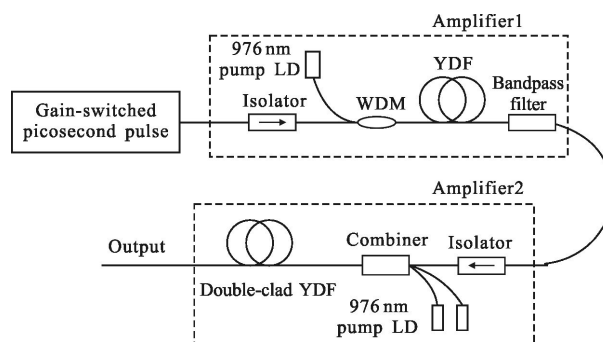 Amplifier1
976 nm
pump LD
YDF
Bandpass
filter
Isolator
WDM
Gain-switched
picosecond pulse
Amplifier2
Output
Combiner
Isolator
Double-clad YDF
976 nm
pump LD